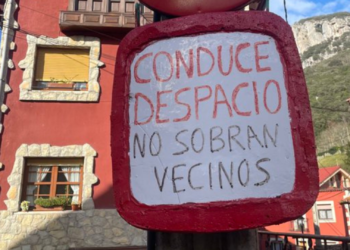 CONDUCE
DESPACIO
NO SOBRAN
VECINOS